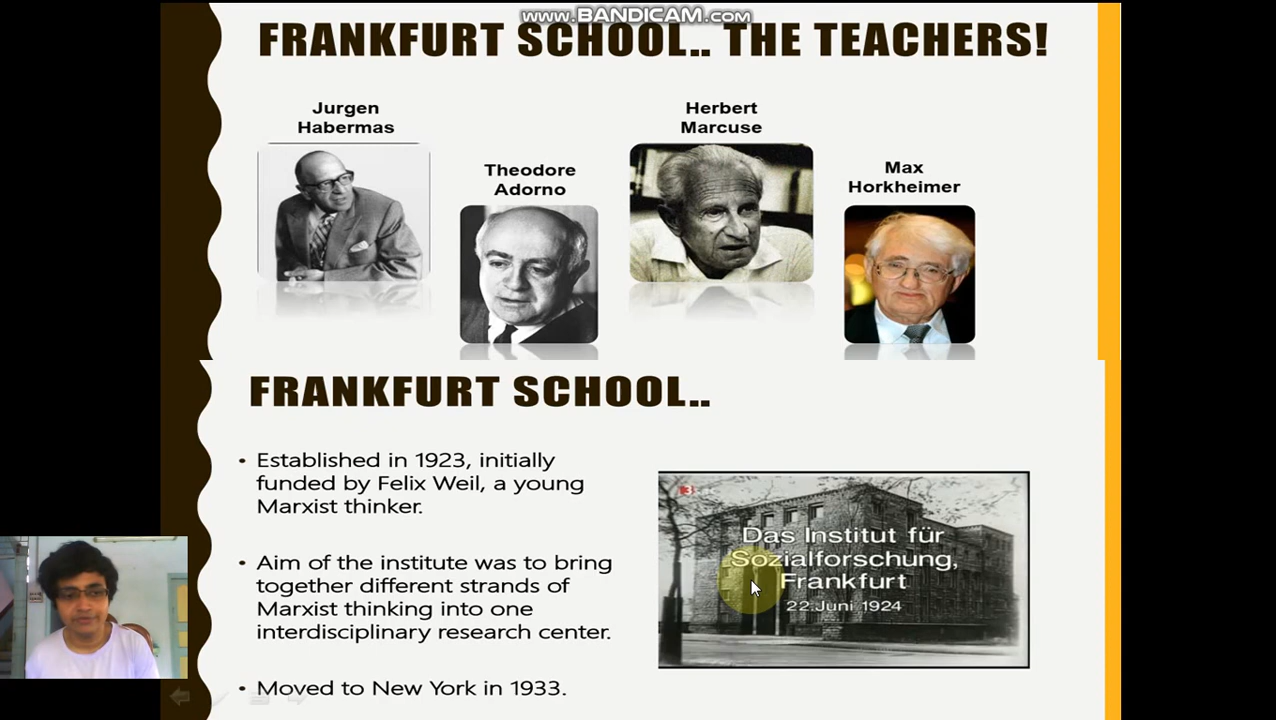 www.BANDICAM.com
FRANKFURT SCHOOL.. THE TEACHERS!
Jurgen
Habermas
Theodore
Adorno
Herbert
Marcuse
Max
Horkheimer
FRANKFURT SCHOOL..
• Established in 1923, initially
funded by Felix Weil, a young
Marxist thinker.
• Aim of the institute was to bring
together different strands of
Marxist thinking into one
interdisciplinary research center.
• Moved to New York in 1933.
Das Institut für
Sozialforschung,
Frankfurt
22.Juni 1924